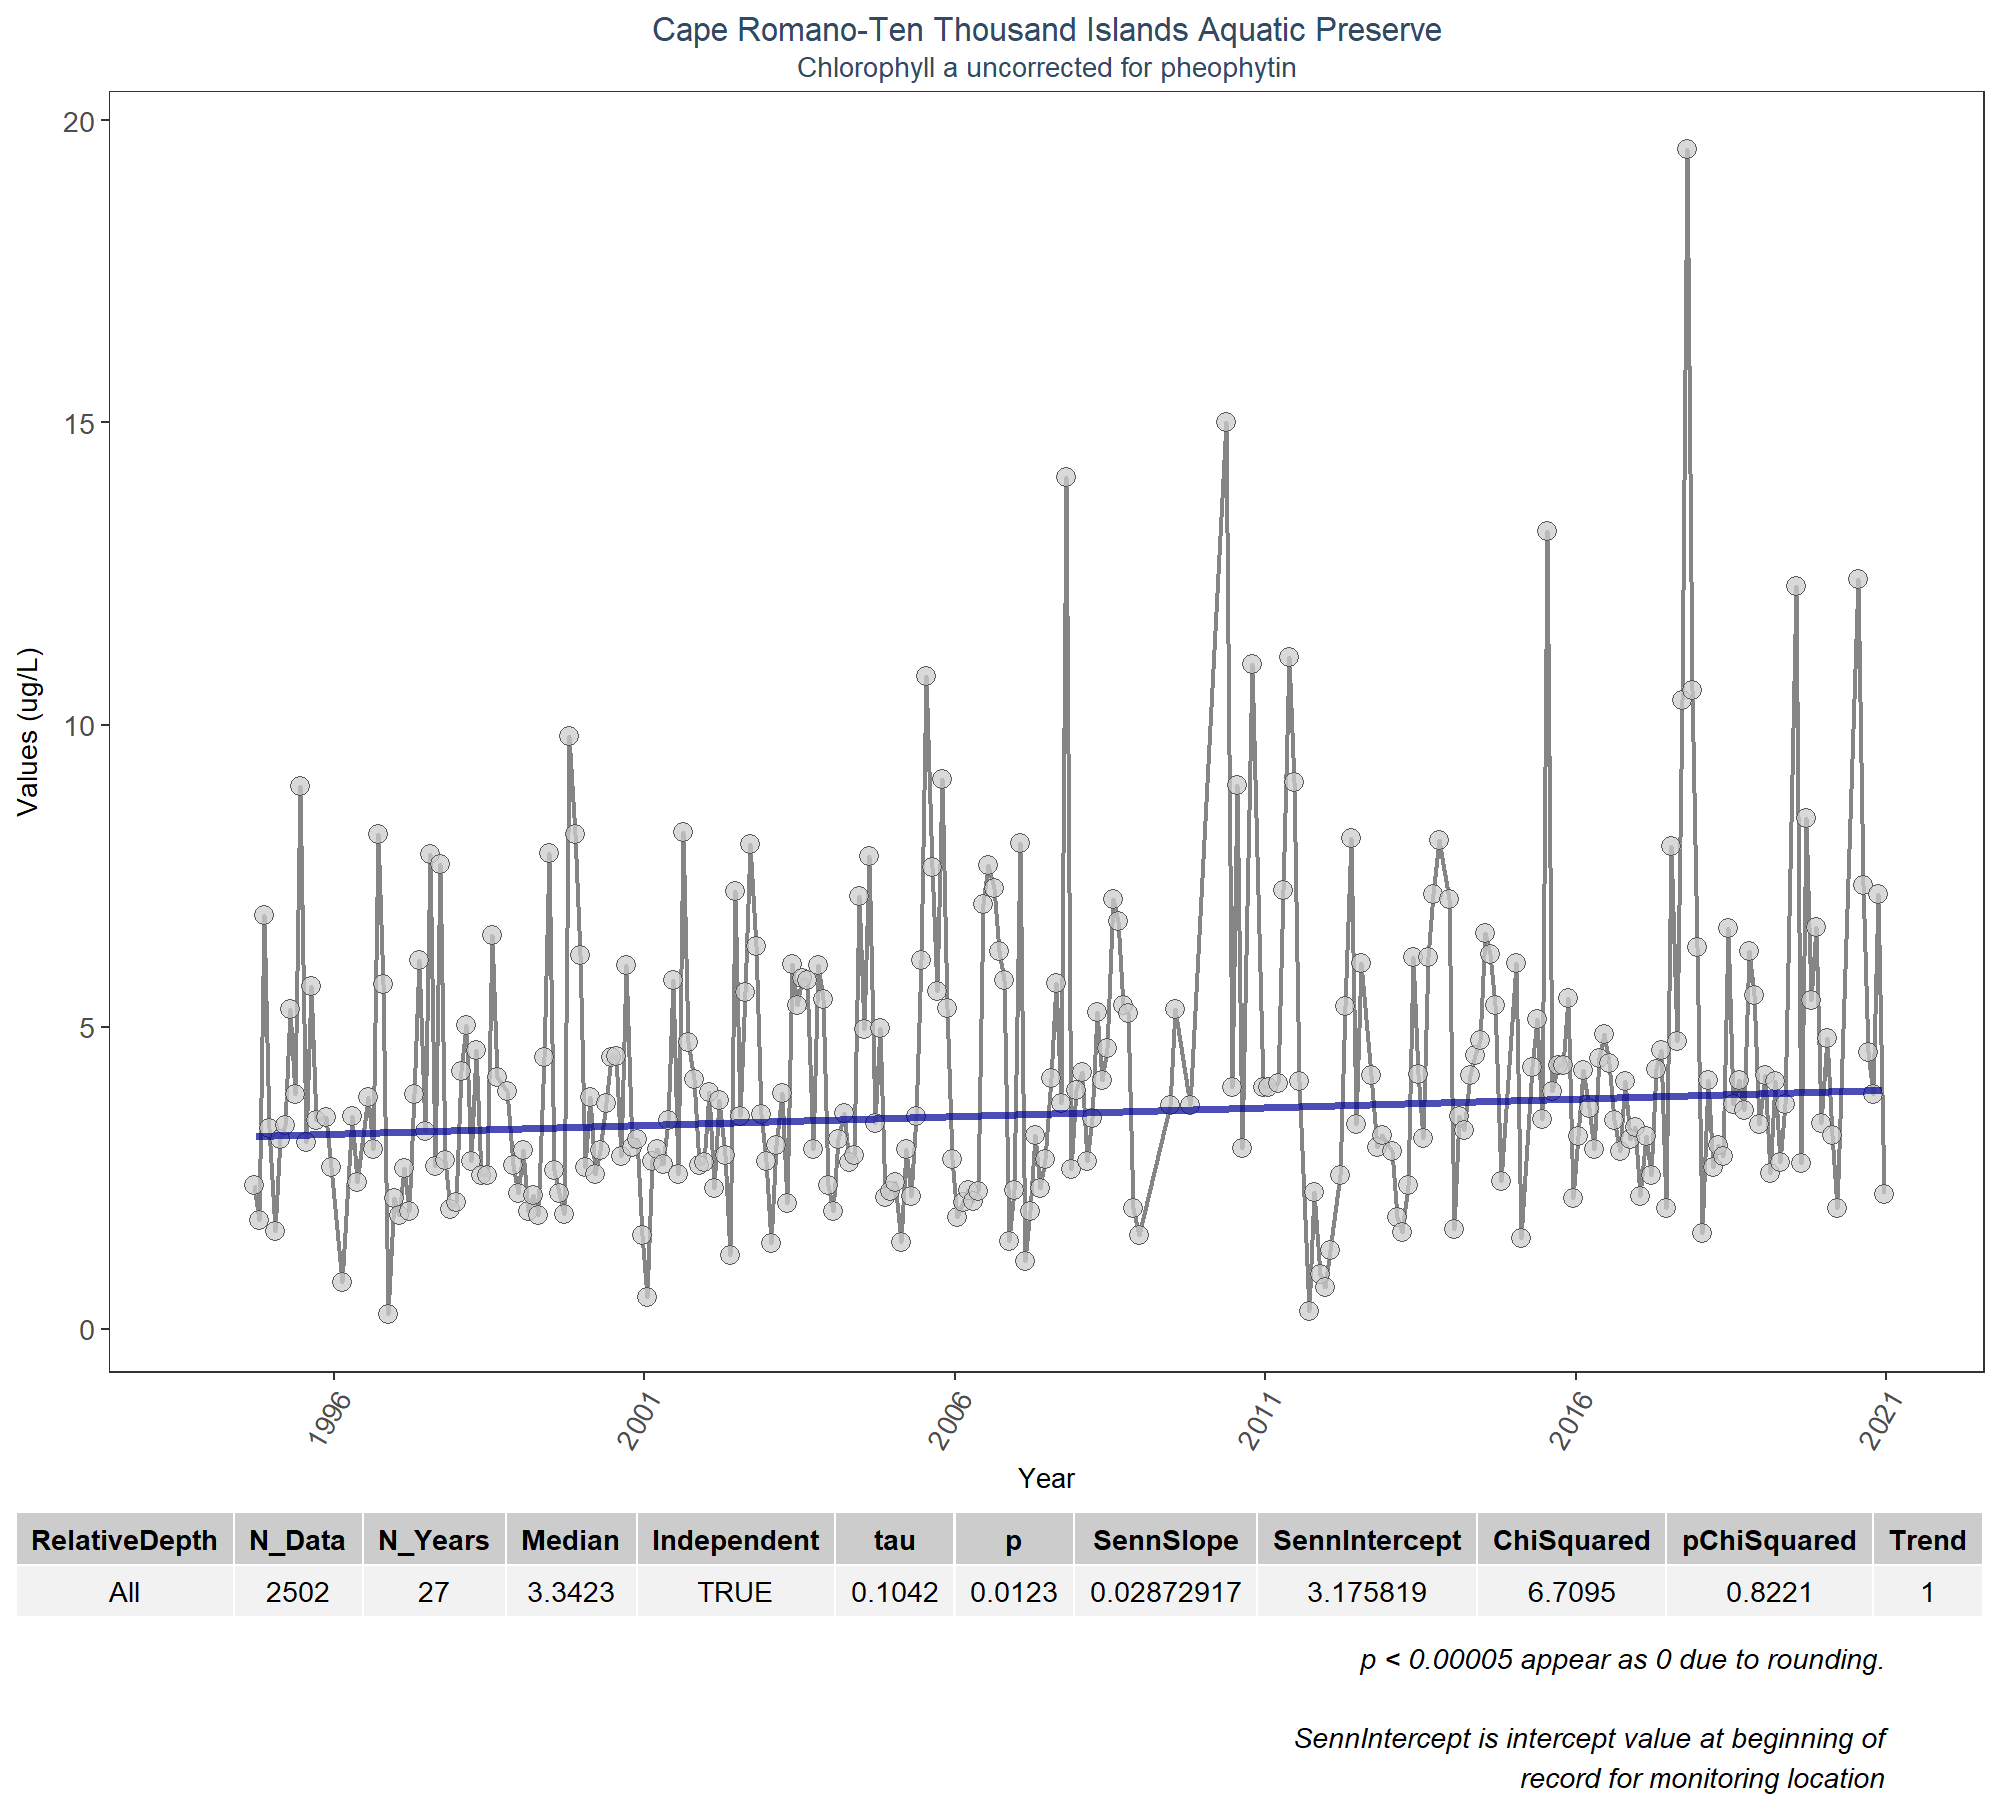 Cape Romano-Ten Thousand Islands Aquatic Preserve
Chlorophyll a uncorrected for pheophytin
Values (ug/L)
20
15
10
5
0
1996 2001 2006 2011 2016 2021
Year
RelativeDepth N_Data N_Years Median Independent tau p SennSlope SennIntercept ChiSquared pChiSquared Trend
All 2502 27 3.3423 TRUE 0.1042 0.0123 0.02872917 3.175819 6.7095 0.8221 1
p < 0.00005 appear as 0 due to rounding.
SennIntercept is intercept value at beginning of
record for monitoring location